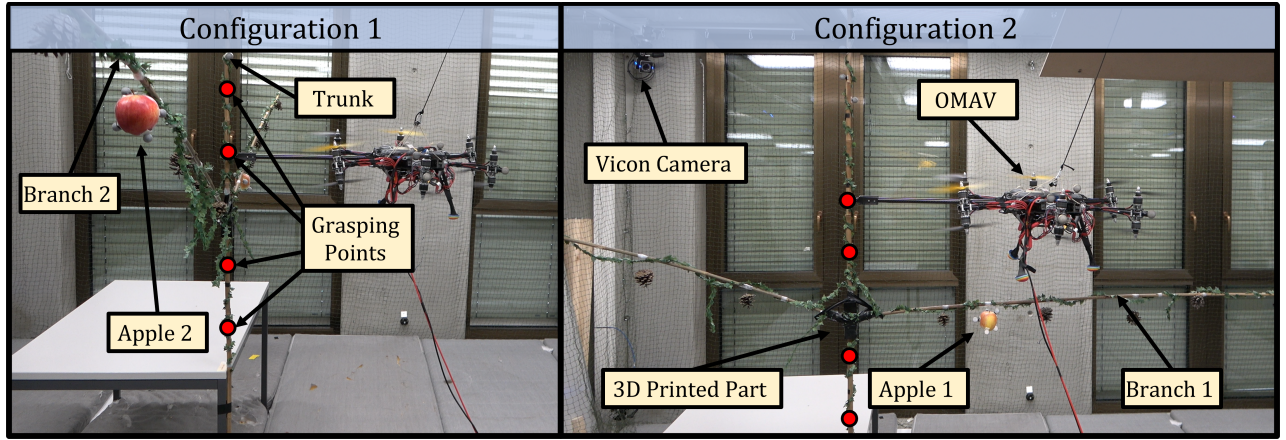 Configuration 1
Configuration 2
Trunk
OMAV
Vicon Camera
Branch 2
Grasping
Points
Apple 2
3D Printed Part
Apple 1
Branch 1